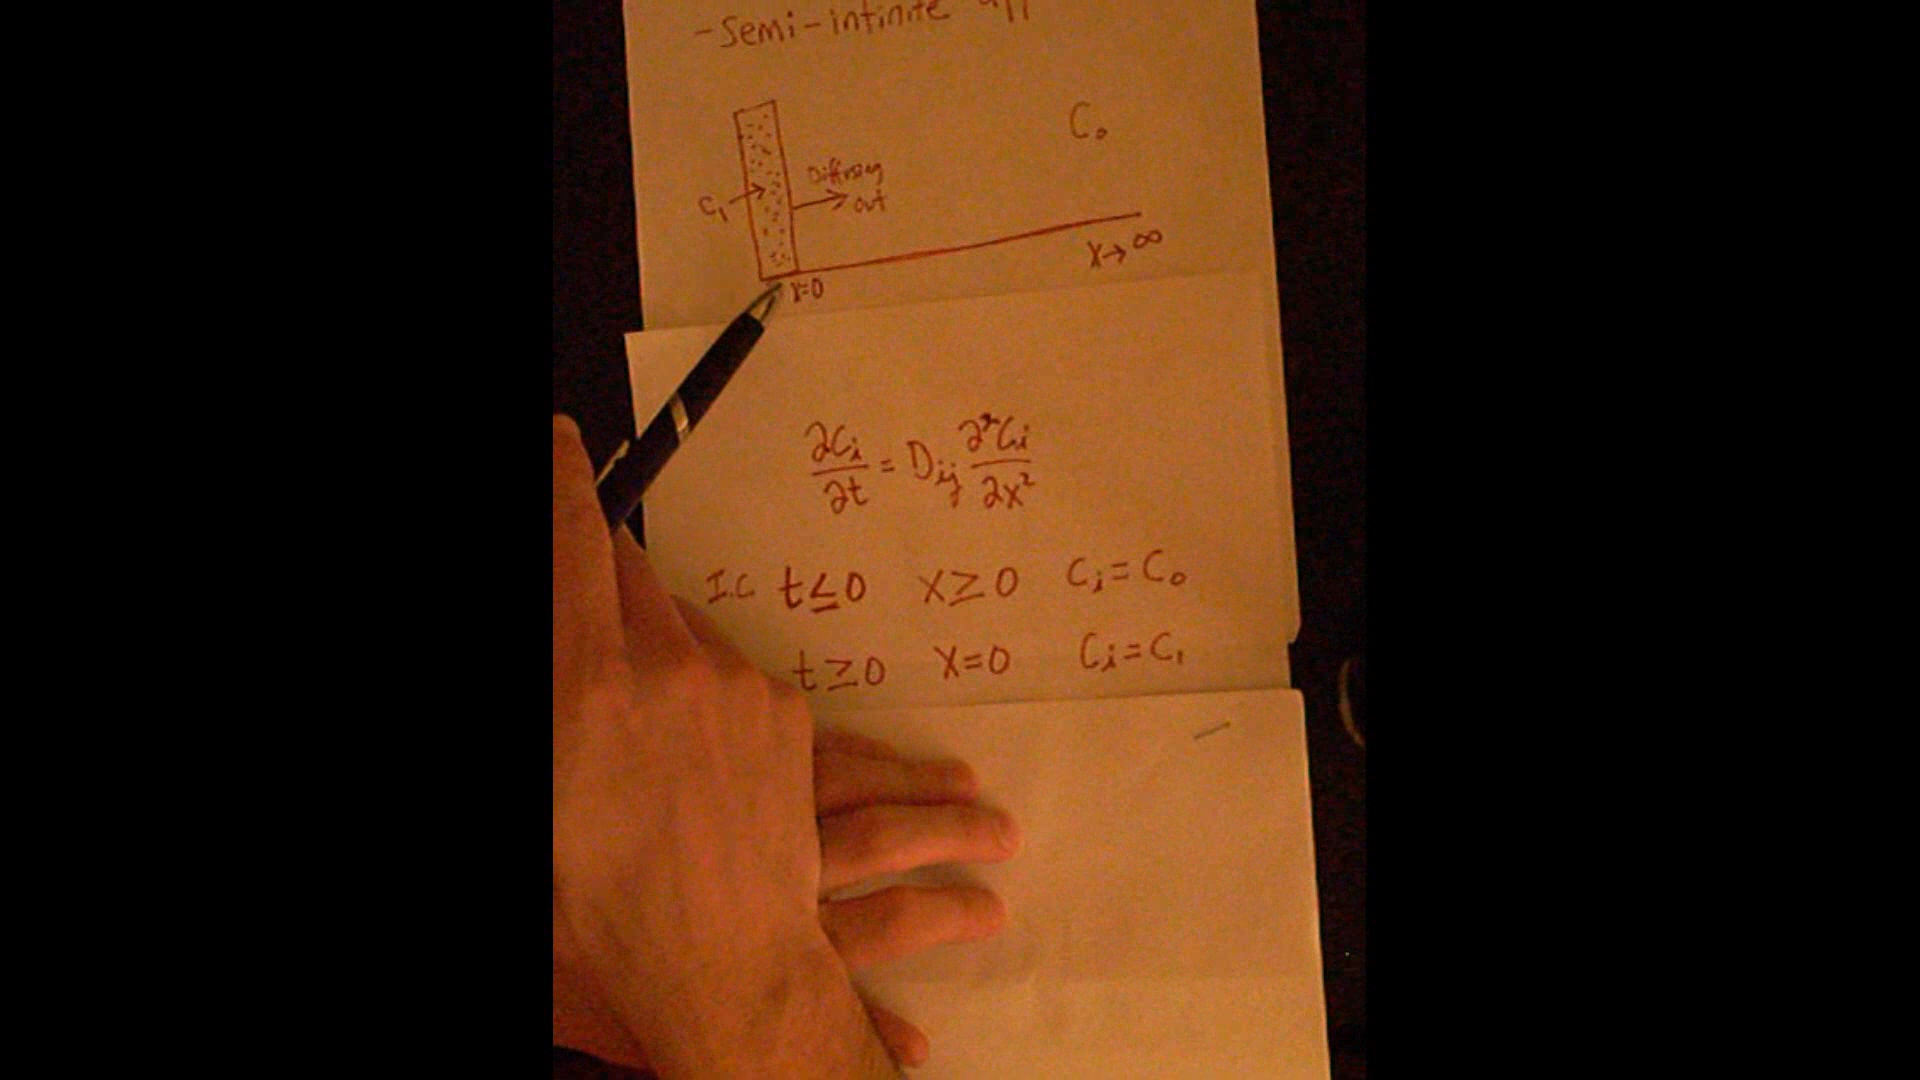 -Semi-infinite
C₀
Diffusing
C₁ out
X→∞
X=0
∂Cᵢ/∂t = Dᵢⱼ ∂²Cᵢ/∂x²
I.C t≤0 X≥0 Cᵢ=C₀
t≥0 X=0 Cᵢ=C₁